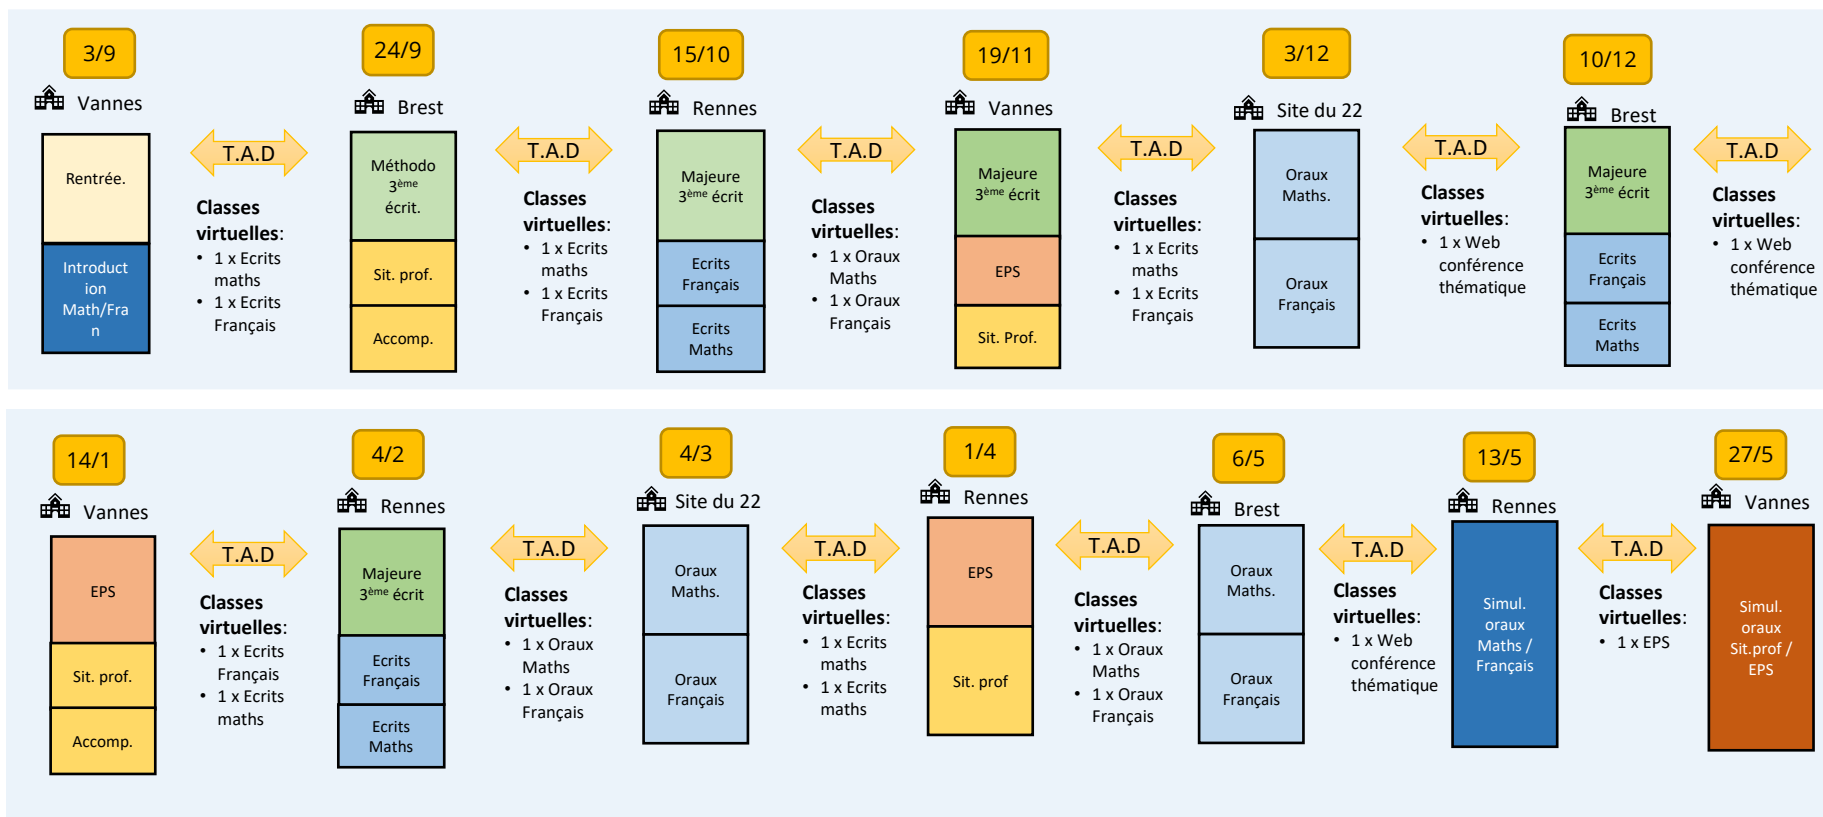 3/9
Vannes
Rentrée.
Introduct
ion
Math/Fra
n
T.A.D
Classes
virtuelles:
• 1 x Ecrits
maths
• 1 x Ecrits
Français
24/9
Brest
Méthodo
3ème
écrit.
Sit. prof.
Accomp.
T.A.D
Classes
virtuelles:
• 1 x Ecrits
maths
• 1 x Ecrits
Français
15/10
Rennes
Majeure
3ème écrit
Ecrits
Français
Ecrits
Maths
T.A.D
Classes
virtuelles:
• 1 x Oraux
Maths
• 1 x Oraux
Français
19/11
Vannes
Majeure
3ème écrit
EPS
Sit. Prof.
T.A.D
Classes
virtuelles:
• 1 x Ecrits
maths
• 1 x Ecrits
Français
3/12
Site du 22
Oraux
Maths.
Oraux
Français
T.A.D
Classes
virtuelles:
• 1 x Web
conférence
thématique
10/12
Brest
Majeure
3ème écrit
Ecrits
Français
Ecrits
Maths
T.A.D
Classes
virtuelles:
• 1 x Web
conférence
thématique
14/1
Vannes
EPS
Sit. prof.
Accomp.
T.A.D
Classes
virtuelles:
• 1 x Ecrits
Français
• 1 x Ecrits
maths
4/2
Rennes
Majeure
3ème écrit
Ecrits
Français
Ecrits
Maths
T.A.D
Classes
virtuelles:
• 1 x Oraux
Maths
• 1 x Oraux
Français
4/3
Site du 22
Oraux
Maths.
Oraux
Français
T.A.D
Classes
virtuelles:
• 1 x Ecrits
maths
• 1 x Ecrits
maths
1/4
Rennes
EPS
Sit. prof
T.A.D
Classes
virtuelles:
• 1 x Oraux
Maths
• 1 x Oraux
Français
6/5
Brest
Oraux
Maths.
Oraux
Français
T.A.D
Classes
virtuelles:
• 1 x Web
conférence
thématique
13/5
Rennes
Simul.
oraux
Maths /
Français
T.A.D
Classes
virtuelles:
• 1 x EPS
27/5
Vannes
Simul.
oraux
Sit.prof /
EPS